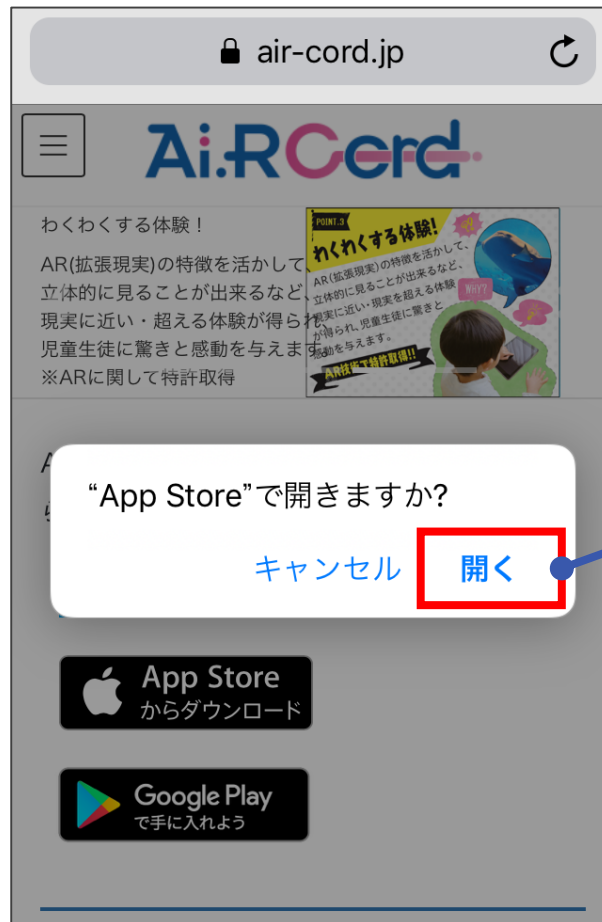 air-cord.jp
Ai.RCord
わくわくする体験！
AR(拡張現実)の特徴を活かして、
立体的に見ることが出来るなど、
現実に近い・超える体験が得られ、
児童生徒に驚きと感動を与えます。
※ARに関して特許取得
POINT.3
わくわくする体験!
AR(拡張現実)の特徴を活かして、
立体的に見ることが出来るなど、
現実に近い・現実を超える体験
が得られ、児童生徒に驚きと
感動を与えます。
WHY?
AR技術で特許取得!!
A
“App Store”で開きますか?
キャンセル
開く
App Store
からダウンロード
Google Play
で手に入れよう